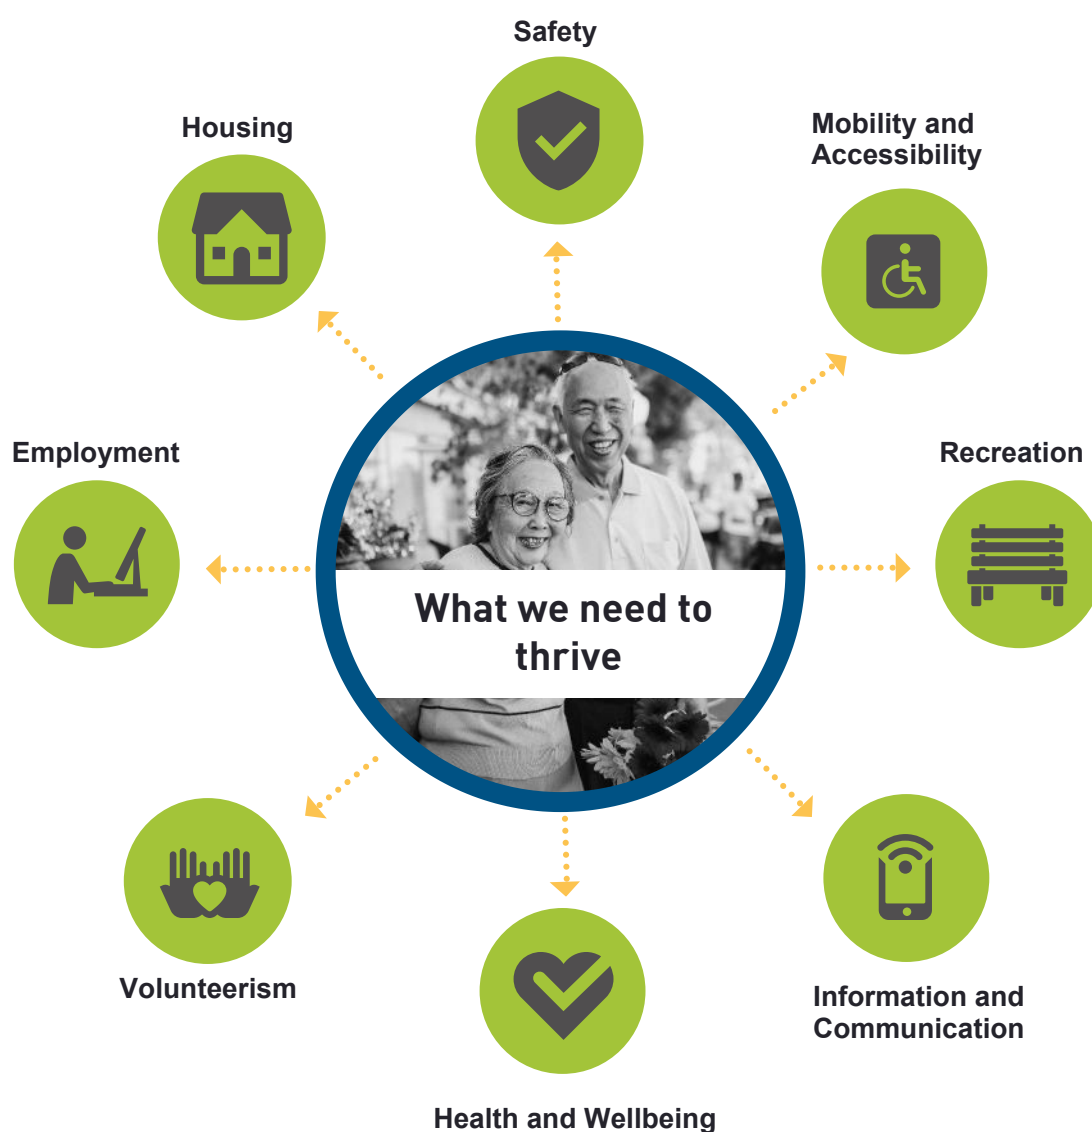 Safety
Housing
Mobility and
Accessibility
Employment
Recreation
What we need to
thrive
Volunteerism
Information and
Communication
Health and Wellbeing